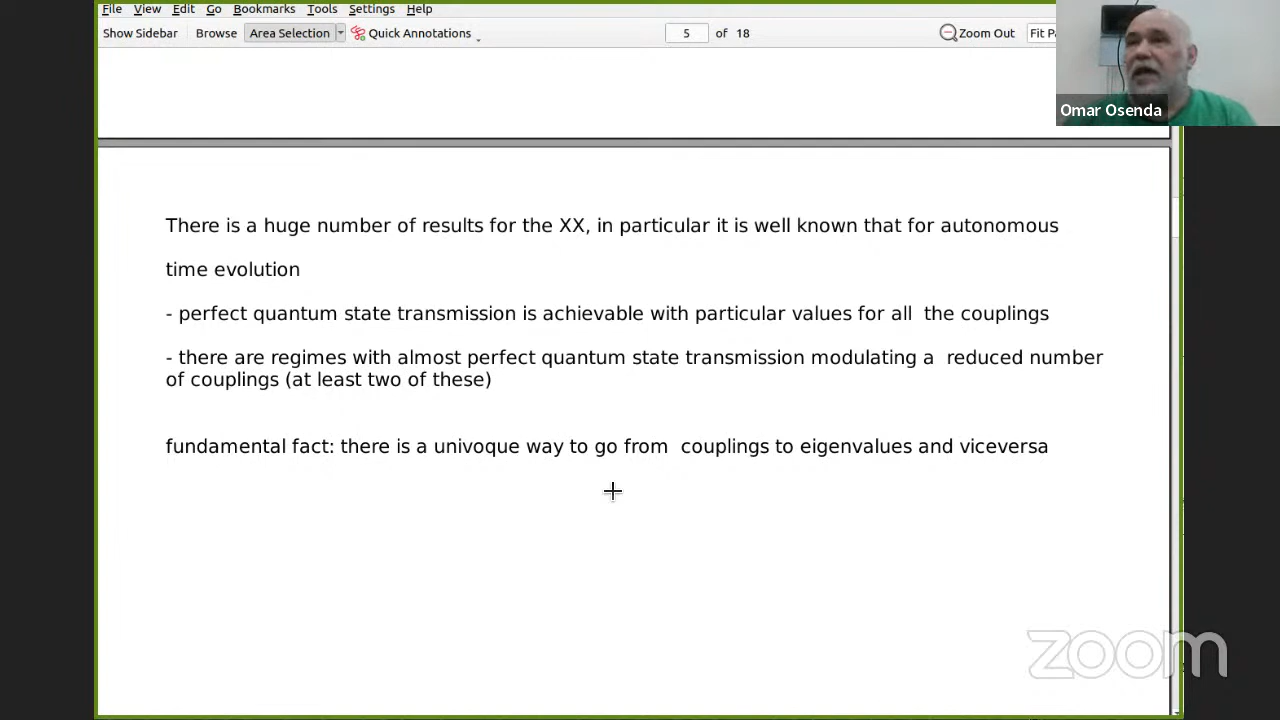 File View Edit Go Bookmarks Tools Settings Help
Show Sidebar Browse Area Selection Quick Annotations 5 of 18 Zoom Out Fit
Omar Osenda
There is a huge number of results for the XX, in particular it is well known that for autonomous
time evolution
- perfect quantum state transmission is achievable with particular values for all the couplings
- there are regimes with almost perfect quantum state transmission modulating a reduced number
of couplings (at least two of these)
fundamental fact: there is a univoque way to go from couplings to eigenvalues and viceversa
zoom